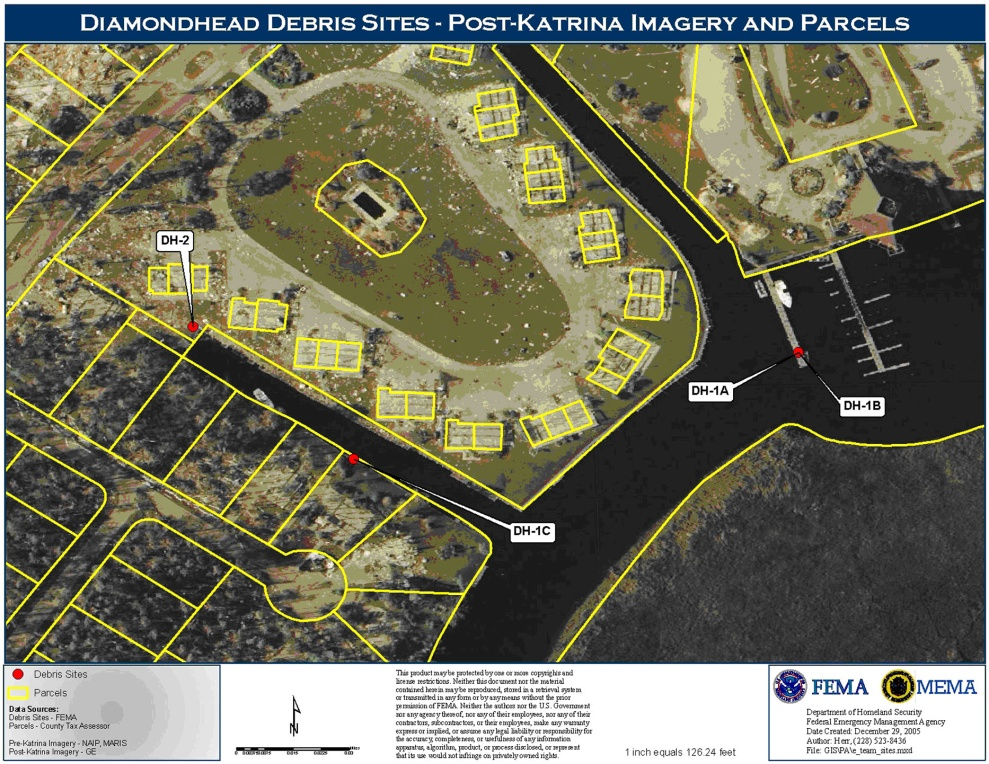 DIAMONDHEAD DEBRIS SITES - POST-KATRINA IMAGERY AND PARCELS
DH-2
DH-1A
DH-1B
DH-1C
Debris Sites
Parcels
Data Sources:
Debris Sites - FEMA
Parcels - County Tax Assessor
Pre-Katrina Imagery - NAIP, MARIS
Post-Katrina Imagery - GE
N
This product may be protected by one or more copyrights and
license restrictions. Neither this document nor the material
contained herein may be reproduced, stored in a retrieval system
or transmitted in any form or by any means without the prior
permission of FEMA. Neither the authors nor the U.S. Government
nor any agency thereof, nor any of their employees, nor any of their
contractors, subcontractors, or their employees, make any warranty
express or implied, or assume any legal liability or responsibility for
the accuracy, completeness, or usefulness of any information
apparatus, algorithm, product, or process disclosed, or represent
that its use would not infringe on privately owned rights.
1 inch equals 126.24 feet
FEMA
MEMA
Department of Homeland Security
Federal Emergency Management Agency
Date Created: December 29, 2005
Author: Herr, (228) 523-8436
File: GIS\PA\e_team_sites.mxd